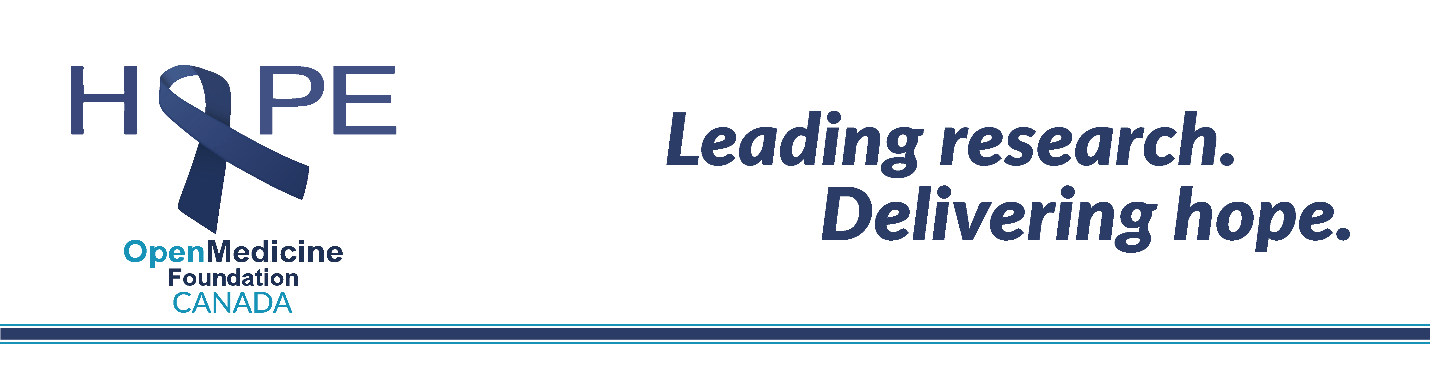 HOPE
OpenMedicine
Foundation
CANADA
Leading research.
Delivering hope.